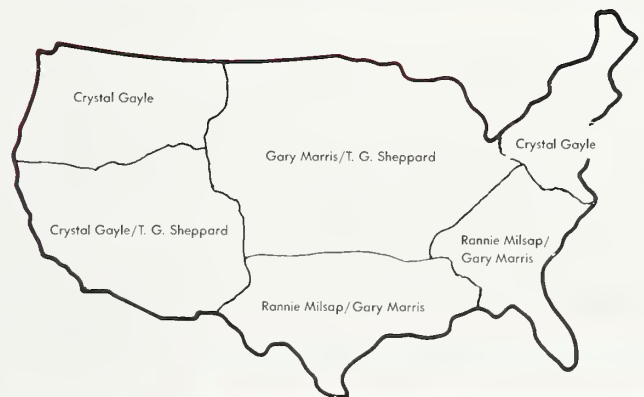 Crystal Gayle
Gary Marris/T. G. Sheppard
Crystal Gayle
Crystal Gayle/T. G. Sheppard
Rannie Milsap/
Gary Marris
Rannie Milsap/Gary Marris